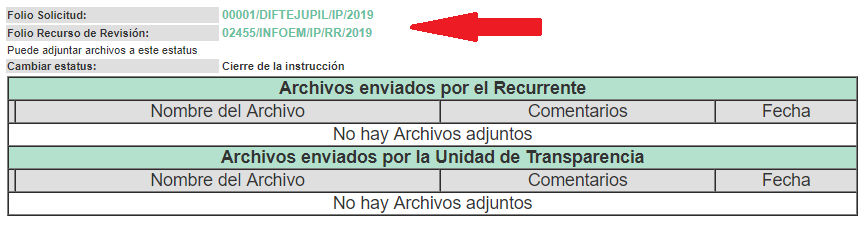 Folio Solicitud: 00001/DIFTEJUPIL/IP/2019
Folio Recurso de Revisión: 02455/INFOEM/IP/RR/2019
Puede adjuntar archivos a este estatus
Cambiar estatus: Cierre de la instrucción
Archivos enviados por el Recurrente
Nombre del Archivo Comentarios Fecha
No hay Archivos adjuntos
Archivos enviados por la Unidad de Transparencia
Nombre del Archivo Comentarios Fecha
No hay Archivos adjuntos